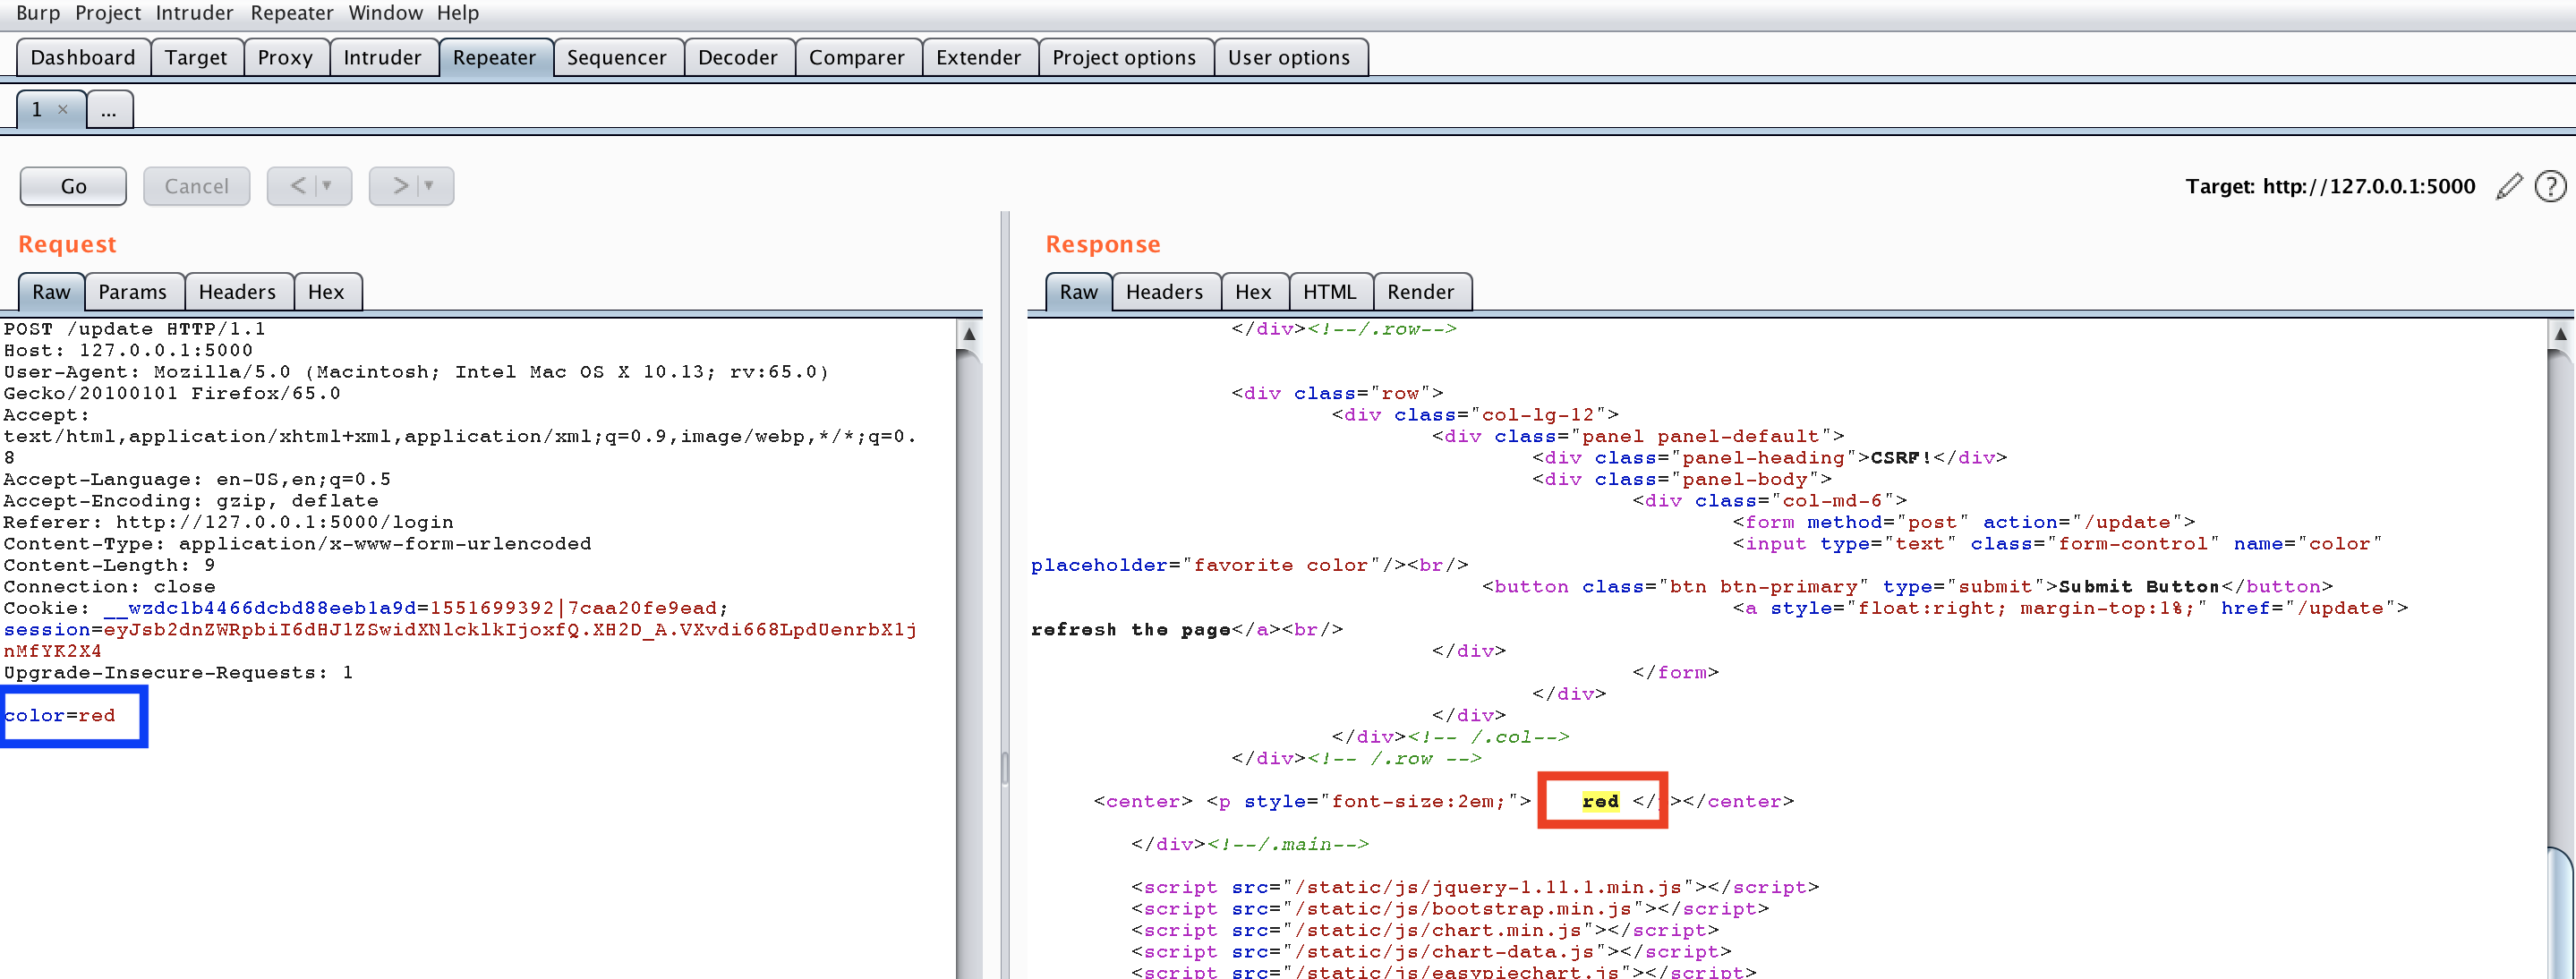 Burp Project Intruder Repeater Window Help
Dashboard Target Proxy Intruder Repeater Sequencer Decoder Comparer Extender Project options User options
1 × ...
Go Cancel < ▼ > ▼ Target: http://127.0.0.1:5000 ?
Request
Raw Params Headers Hex
POST /update HTTP/1.1
Host: 127.0.0.1:5000
User-Agent: Mozilla/5.0 (Macintosh; Intel Mac OS X 10.13; rv:65.0)
Gecko/20100101 Firefox/65.0
Accept:
text/html,application/xhtml+xml,application/xml;q=0.9,image/webp,*/*;q=0.
8
Accept-Language: en-US,en;q=0.5
Accept-Encoding: gzip, deflate
Referer: http://127.0.0.1:5000/login
Content-Type: application/x-www-form-urlencoded
Content-Length: 9
Connection: close
Cookie: __wzdc1b4466dcbd88eeb1a9d=1551699392|7caa20fe9ead;
session=eyJsb2dnZWRpbiI6dHJ1ZSwidXNlcklkIjoxfQ.XH2D_A.VXvdi668LpdUenrbX1j
nMfYK2X4
Upgrade-Insecure-Requests: 1
color=red
Response
Raw Headers Hex HTML Render
</div><!--/.row-->
<div class="row">
<div class="col-lg-12">
<div class="panel panel-default">
<div class="panel-heading">CSRF!</div>
<div class="panel-body">
<div class="col-md-6">
<form method="post" action="/update">
<input type="text" class="form-control" name="color"
placeholder="favorite color"/><br/>
<button class="btn btn-primary" type="submit">Submit Button</button>
<a style="float:right; margin-top:1%;" href="/update">
refresh the page</a><br/>
</div>
</form>
</div>
</div>
</div><!-- /.col-->
</div><!-- /.row -->
<center> <p style="font-size:2em;"> red </p></center>
</div><!--/.main-->
<script src="/static/js/jquery-1.11.1.min.js"></script>
<script src="/static/js/bootstrap.min.js"></script>
<script src="/static/js/chart.min.js"></script>
<script src="/static/js/chart-data.js"></script>
<script src="/static/js/easypiechart.js"></script>